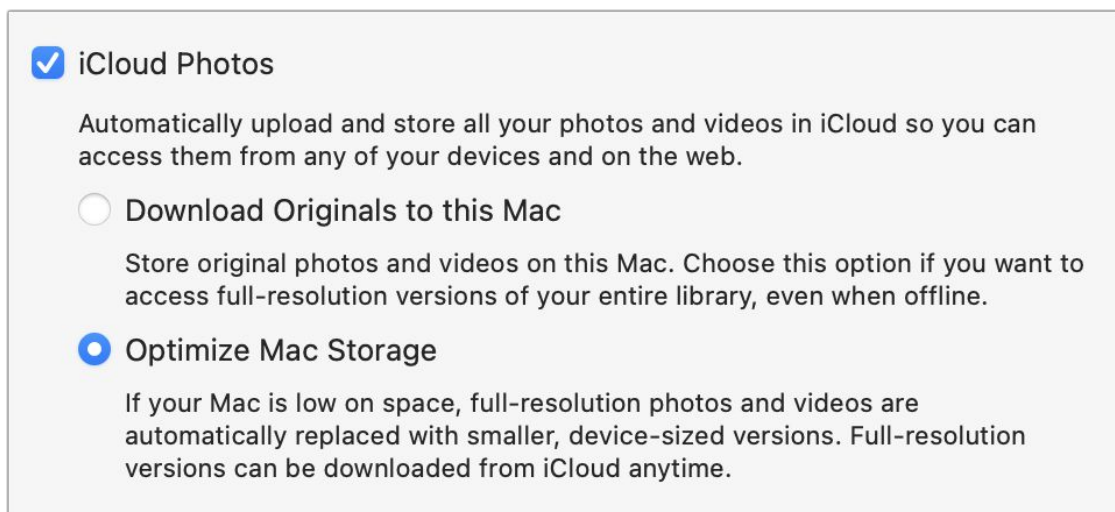 iCloud Photos
Automatically upload and store all your photos and videos in iCloud so you can
access them from any of your devices and on the web.
Download Originals to this Mac
Store original photos and videos on this Mac. Choose this option if you want to
access full-resolution versions of your entire library, even when offline.
Optimize Mac Storage
If your Mac is low on space, full-resolution photos and videos are
automatically replaced with smaller, device-sized versions. Full-resolution
versions can be downloaded from iCloud anytime.